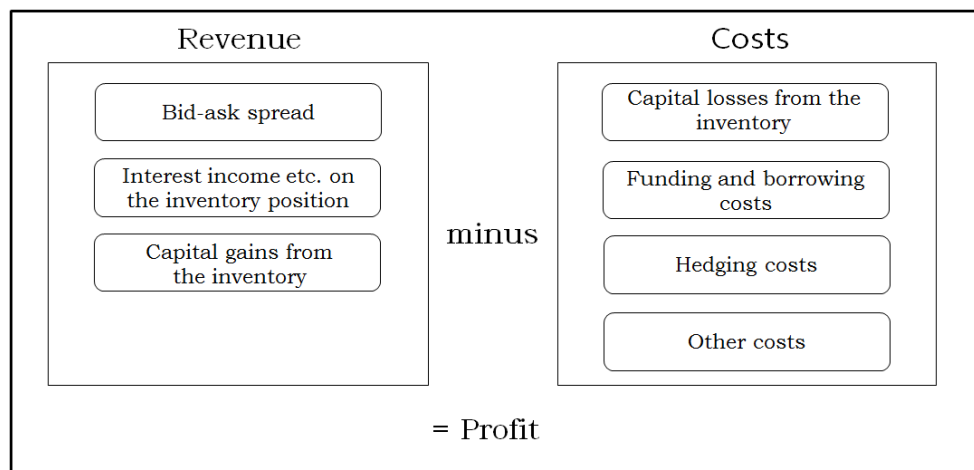 Revenue
Bid-ask spread
Interest income etc. on
the inventory position
Capital gains from
the inventory
minus
Costs
Capital losses from the
inventory
Funding and borrowing
costs
Hedging costs
Other costs
= Profit